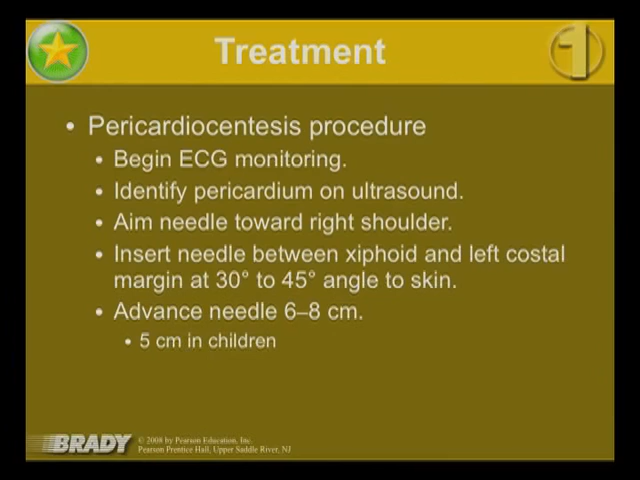 Treatment
1
• Pericardiocentesis procedure
• Begin ECG monitoring.
• Identify pericardium on ultrasound.
• Aim needle toward right shoulder.
• Insert needle between xiphoid and left costal
margin at 30° to 45° angle to skin.
• Advance needle 6–8 cm.
• 5 cm in children
BRADY
© 2008 by Pearson Education, Inc.
Pearson Prentice Hall, Upper Saddle River, NJ